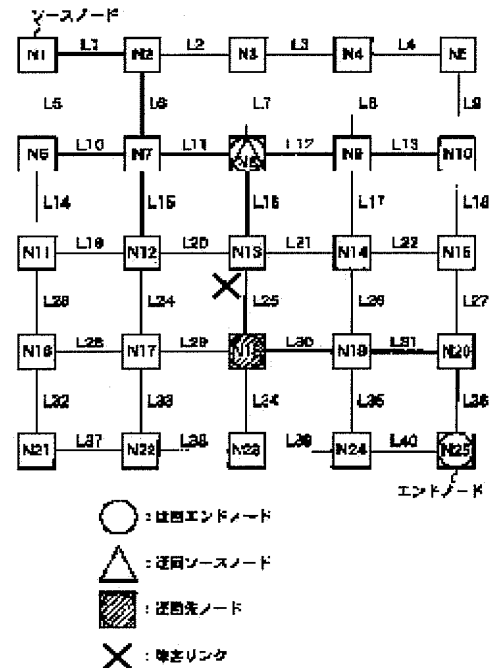 ソースノード
N1 L1 N2 L2 N3 L3 N4 L4 N5
L5 L6 L7 L8 L9
N6 L10 N7 L11 N8 L12 N9 L13 N10
L14 L15 L16 L17 L18
N11 L19 N12 L20 N13 L21 N14 L22 N15
L23 L24 L25 L26 L27
N16 L28 N17 L29 N18 L30 N19 L31 N20
L32 L33 L34 L35 L36
N21 L37 N22 L38 N23 L39 N24 L40 N25
エンドノード
:迂回エンドノード
:迂回ソースノード
:迂回先ノード
:障害リンク